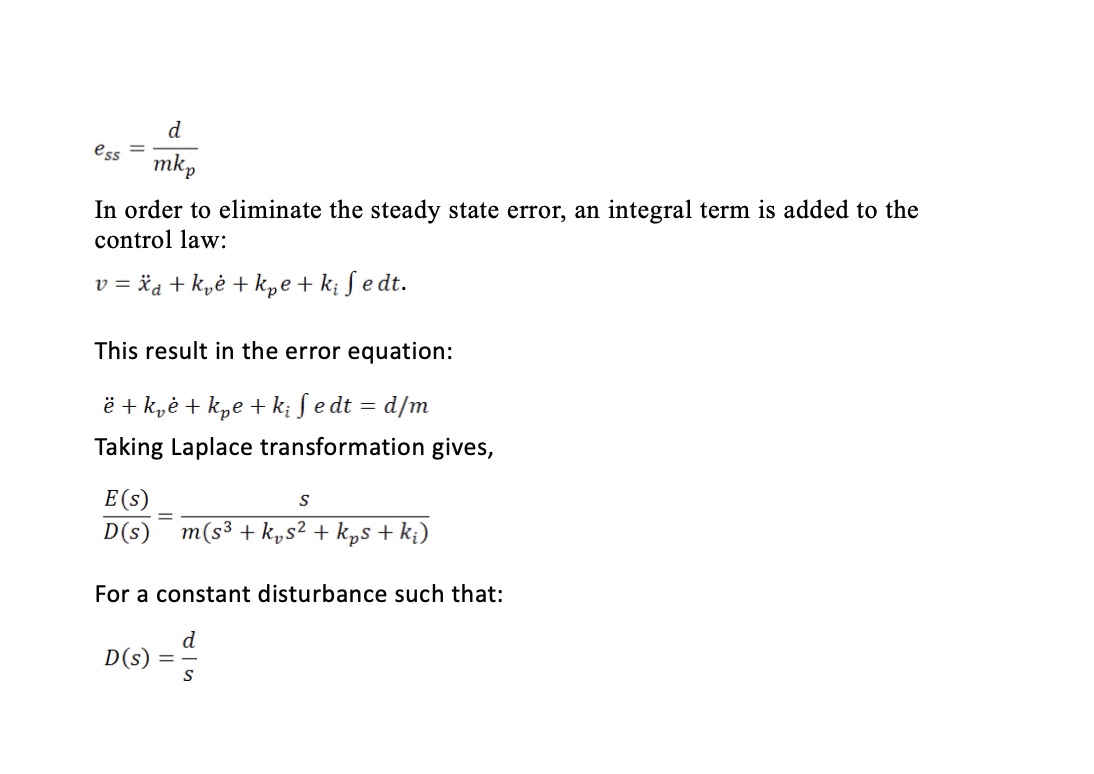 e_ss = d / mk_p
In order to eliminate the steady state error, an integral term is added to the
control law:
v = ẍ_d + k_v ė + k_p e + k_i ∫ e dt.
This result in the error equation:
ë + k_v ė + k_p e + k_i ∫ e dt = d/m
Taking Laplace transformation gives,
E(s) / D(s) = s / m(s³ + k_v s² + k_p s + k_i)
For a constant disturbance such that:
D(s) = d / s